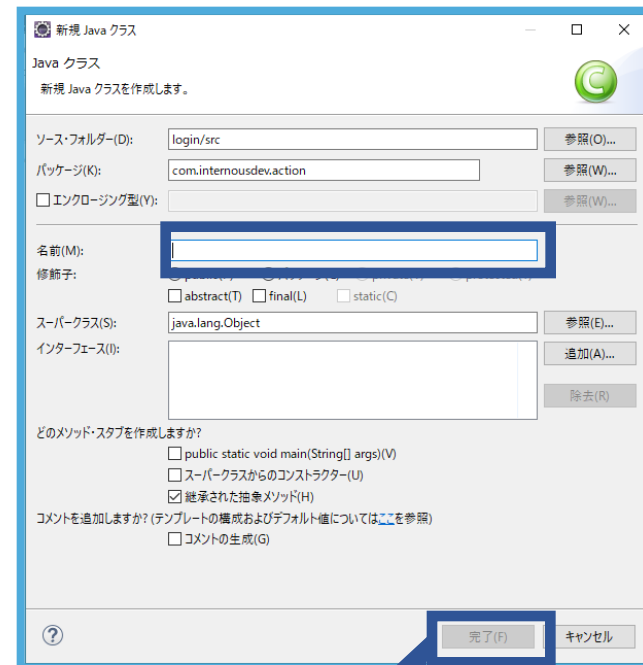 新規 Java クラス
Java クラス
新規 Java クラスを作成します。
ソース・フォルダー(D): login/src 参照(O)...
パッケージ(K): com.internousdev.action 参照(W)...
エンクロージング型(Y): 参照(W)...
名前(M):
修飾子:
abstract(T) final(L) static(C)
スーパークラス(S): java.lang.Object 参照(E)...
インターフェース(I): 追加(A)...
除去(R)
どのメソッド・スタブを作成しますか?
public static void main(String[] args)(V)
スーパークラスからのコンストラクター(U)
継承された抽象メソッド(H)
コメントを追加しますか? (テンプレートの構成およびデフォルト値についてはここを参照)
コメントの生成(G)
完了(F) キャンセル